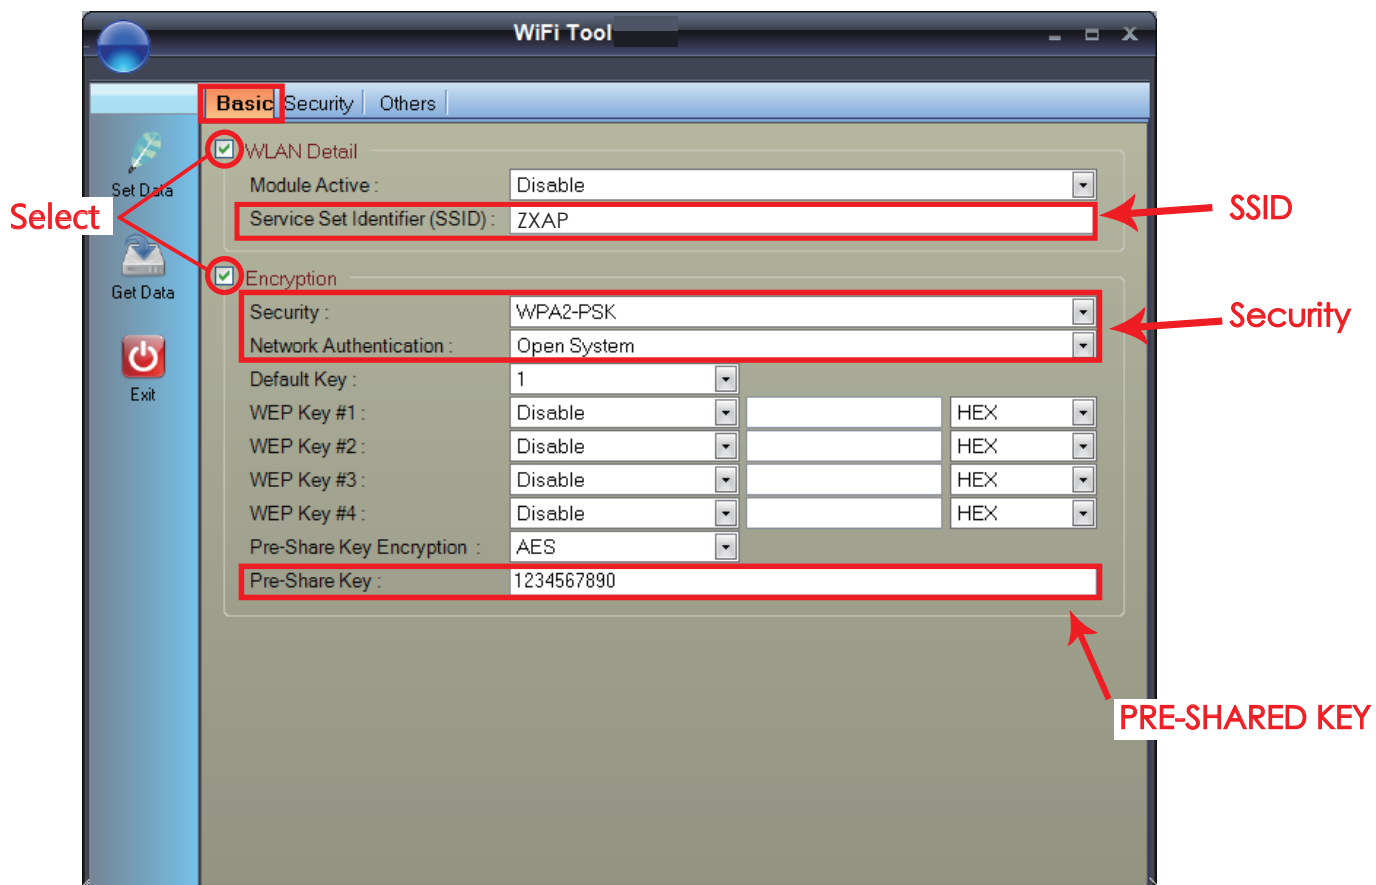 WiFi Tool
Basic Security Others
WLAN Detail
Set Data
Module Active : Disable
Select
Service Set Identifier (SSID) : ZXAP
SSID
Encryption
Get Data
Security : WPA2-PSK
Security
Network Authentication : Open System
Default Key : 1
Exit
WEP Key #1 : Disable HEX
WEP Key #2 : Disable HEX
WEP Key #3 : Disable HEX
WEP Key #4 : Disable HEX
Pre-Share Key Encryption : AES
Pre-Share Key : 1234567890
PRE-SHARED KEY